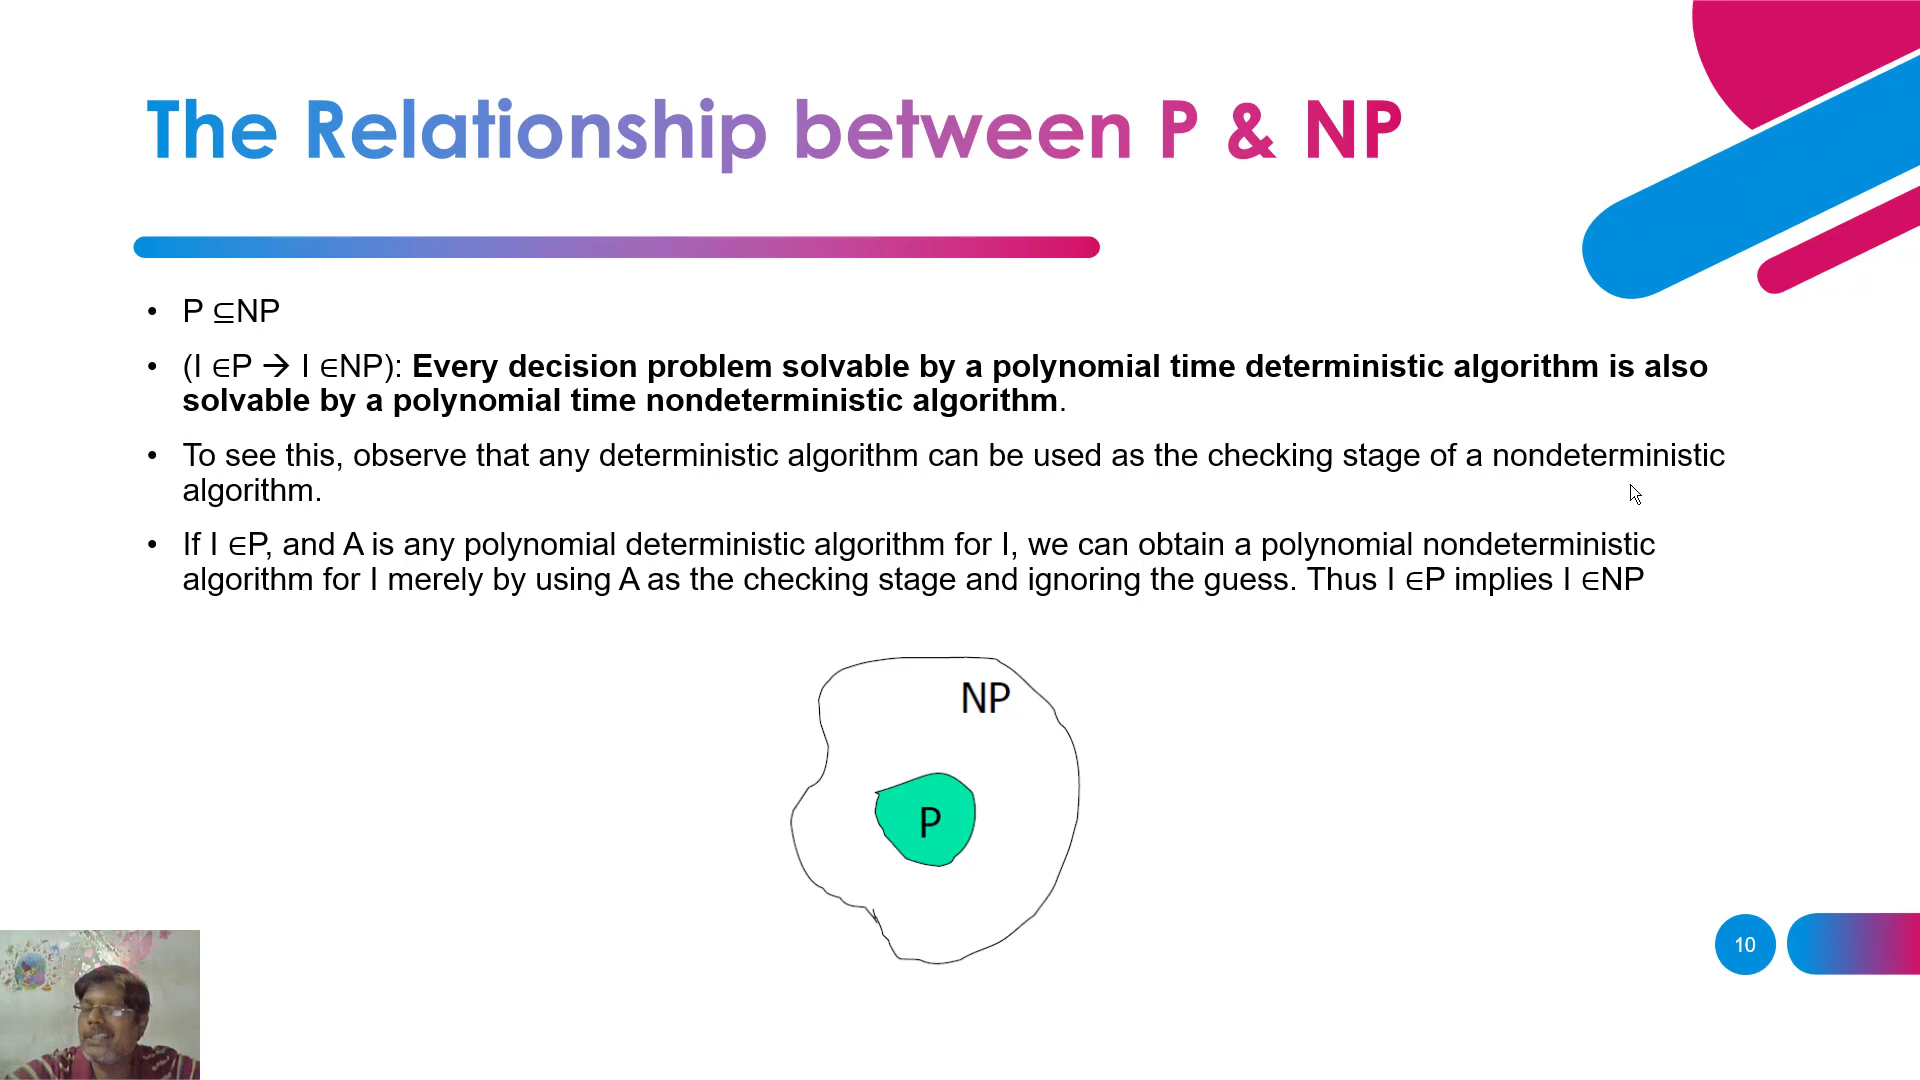 The Relationship between P & NP
• P ⊆NP
• (I ∈P → I ∈NP): Every decision problem solvable by a polynomial time deterministic algorithm is also
solvable by a polynomial time nondeterministic algorithm.
• To see this, observe that any deterministic algorithm can be used as the checking stage of a nondeterministic
algorithm.
• If I ∈P, and A is any polynomial deterministic algorithm for I, we can obtain a polynomial nondeterministic
algorithm for I merely by using A as the checking stage and ignoring the guess. Thus I ∈P implies I ∈NP
NP
P
10